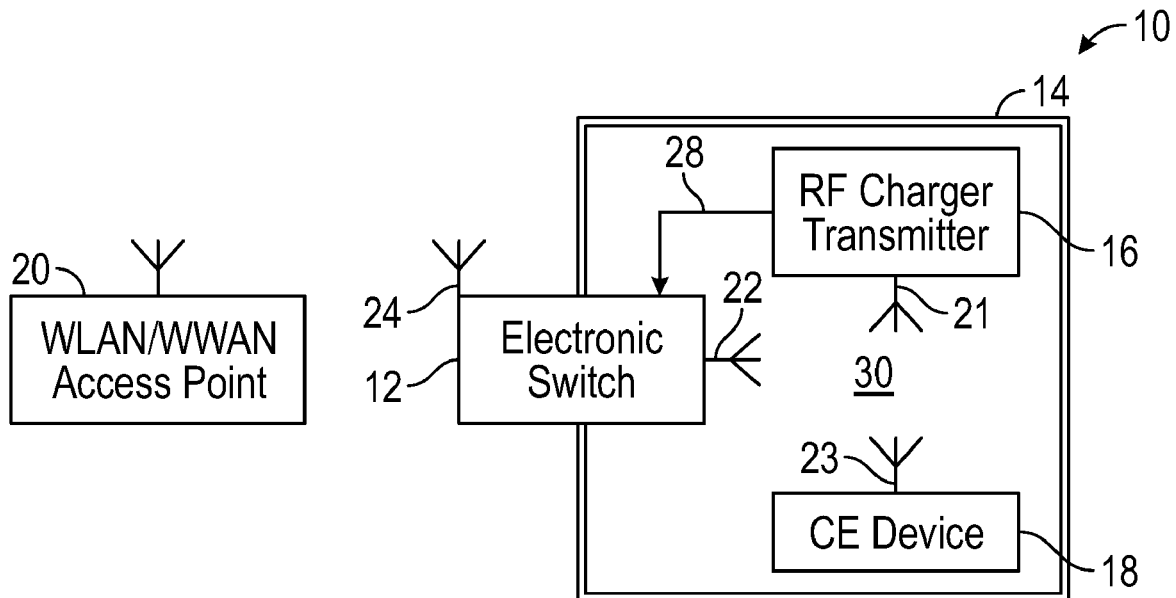 10
14
28
RF Charger
Transmitter
16
20
24
22
21
WLAN/WWAN
Access Point
12
Electronic
Switch
30
23
CE Device
18